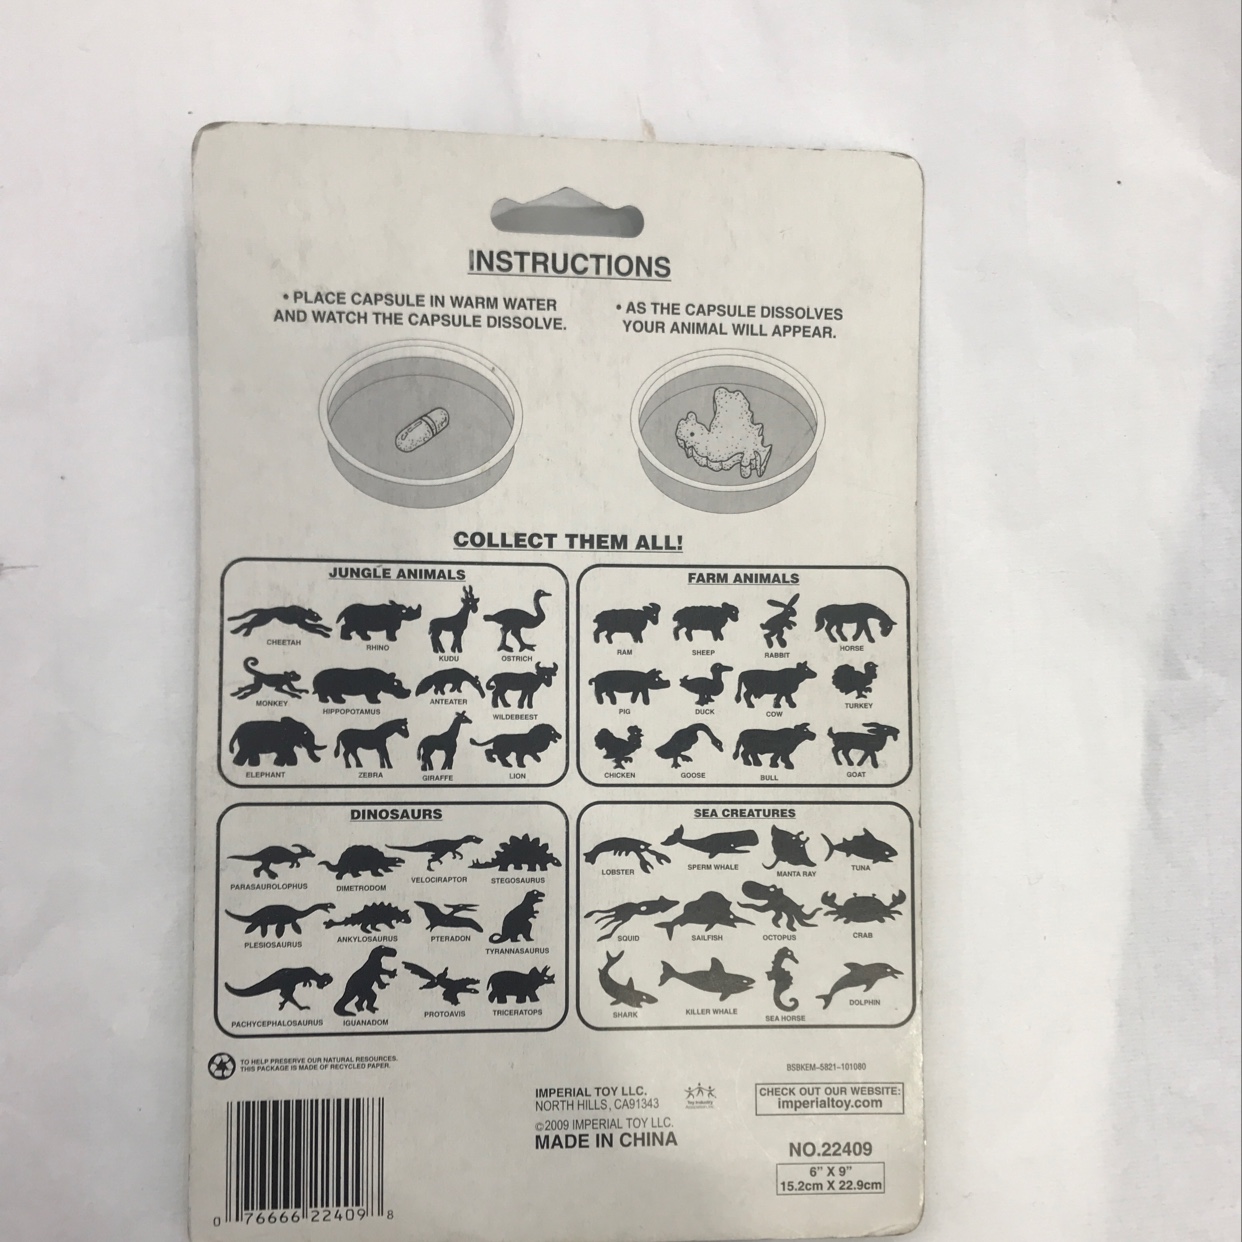 INSTRUCTIONS
• PLACE CAPSULE IN WARM WATER
AND WATCH THE CAPSULE DISSOLVE.
• AS THE CAPSULE DISSOLVES
YOUR ANIMAL WILL APPEAR.
COLLECT THEM ALL!
JUNGLE ANIMALS
CHEETAH
RHINO
KUDU
OSTRICH
MONKEY
HIPPOPOTAMUS
ANTEATER
WILDEBEEST
ELEPHANT
ZEBRA
GIRAFFE
LION
FARM ANIMALS
RAM
SHEEP
RABBIT
HORSE
PIG
DUCK
COW
TURKEY
CHICKEN
GOOSE
BULL
GOAT
DINOSAURS
PARASAUROLOPHUS
DIMETRODOM
VELOCIRAPTOR
STEGOSAURUS
PLESIOSAURUS
ANKYLOSAURUS
PTERADON
TYRANNASAURUS
PACHYCEPHALOSAURUS
IGUANADOM
PROTOAVIS
TRICERATOPS
SEA CREATURES
LOBSTER
SPERM WHALE
MANTA RAY
TUNA
SQUID
SAILFISH
OCTOPUS
CRAB
SHARK
KILLER WHALE
SEA HORSE
DOLPHIN
TO HELP PRESERVE OUR NATURAL RESOURCES.
THIS PACKAGE IS MADE OF RECYCLED PAPER.
0 76666 22409 8
IMPERIAL TOY LLC.
NORTH HILLS, CA91343
©2009 IMPERIAL TOY LLC.
MADE IN CHINA
Toy Industry
BSBKEM-5821-101080
CHECK OUT OUR WEBSITE:
imperialtoy.com
NO.22409
6" X 9"
15.2cm X 22.9cm